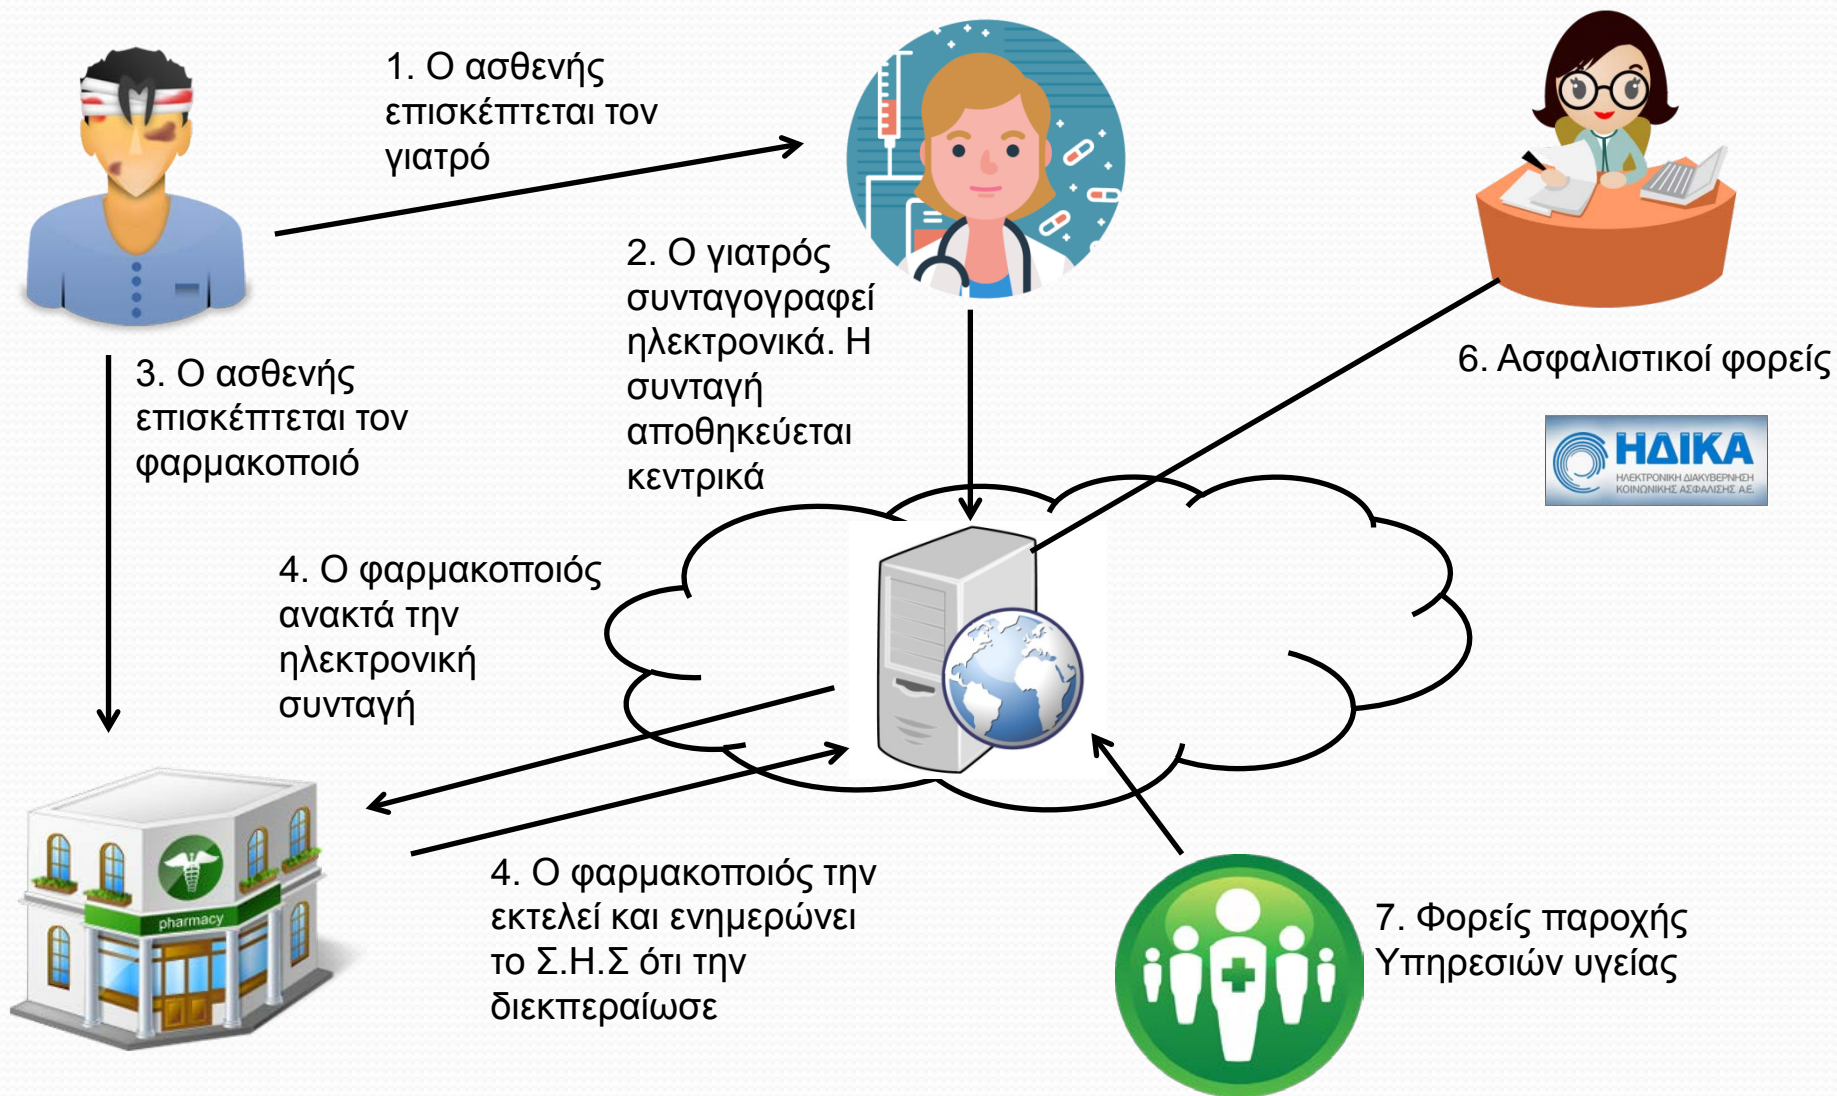 1. Ο ασθενής
επισκέπτεται τον
γιατρό
2. Ο γιατρός
συνταγογραφεί
ηλεκτρονικά. Η
συνταγή
αποθηκεύεται
κεντρικά
3. Ο ασθενής
επισκέπτεται τον
φαρμακοποιό
4. Ο φαρμακοποιός
ανακτά την
ηλεκτρονική
συνταγή
4. Ο φαρμακοποιός την
εκτελεί και ενημερώνει
το Σ.Η.Σ ότι την
διεκπεραίωσε
pharmacy
6. Ασφαλιστικοί φορείς
ΗΔΙΚΑ
ΗΛΕΚΤΡΟΝΙΚΗ ΔΙΑΚΥΒΕΡΝΗΣΗ
ΚΟΙΝΩΝΙΚΗΣ ΑΣΦΑΛΙΣΗΣ Α.Ε.
7. Φορείς παροχής
Υπηρεσιών υγείας